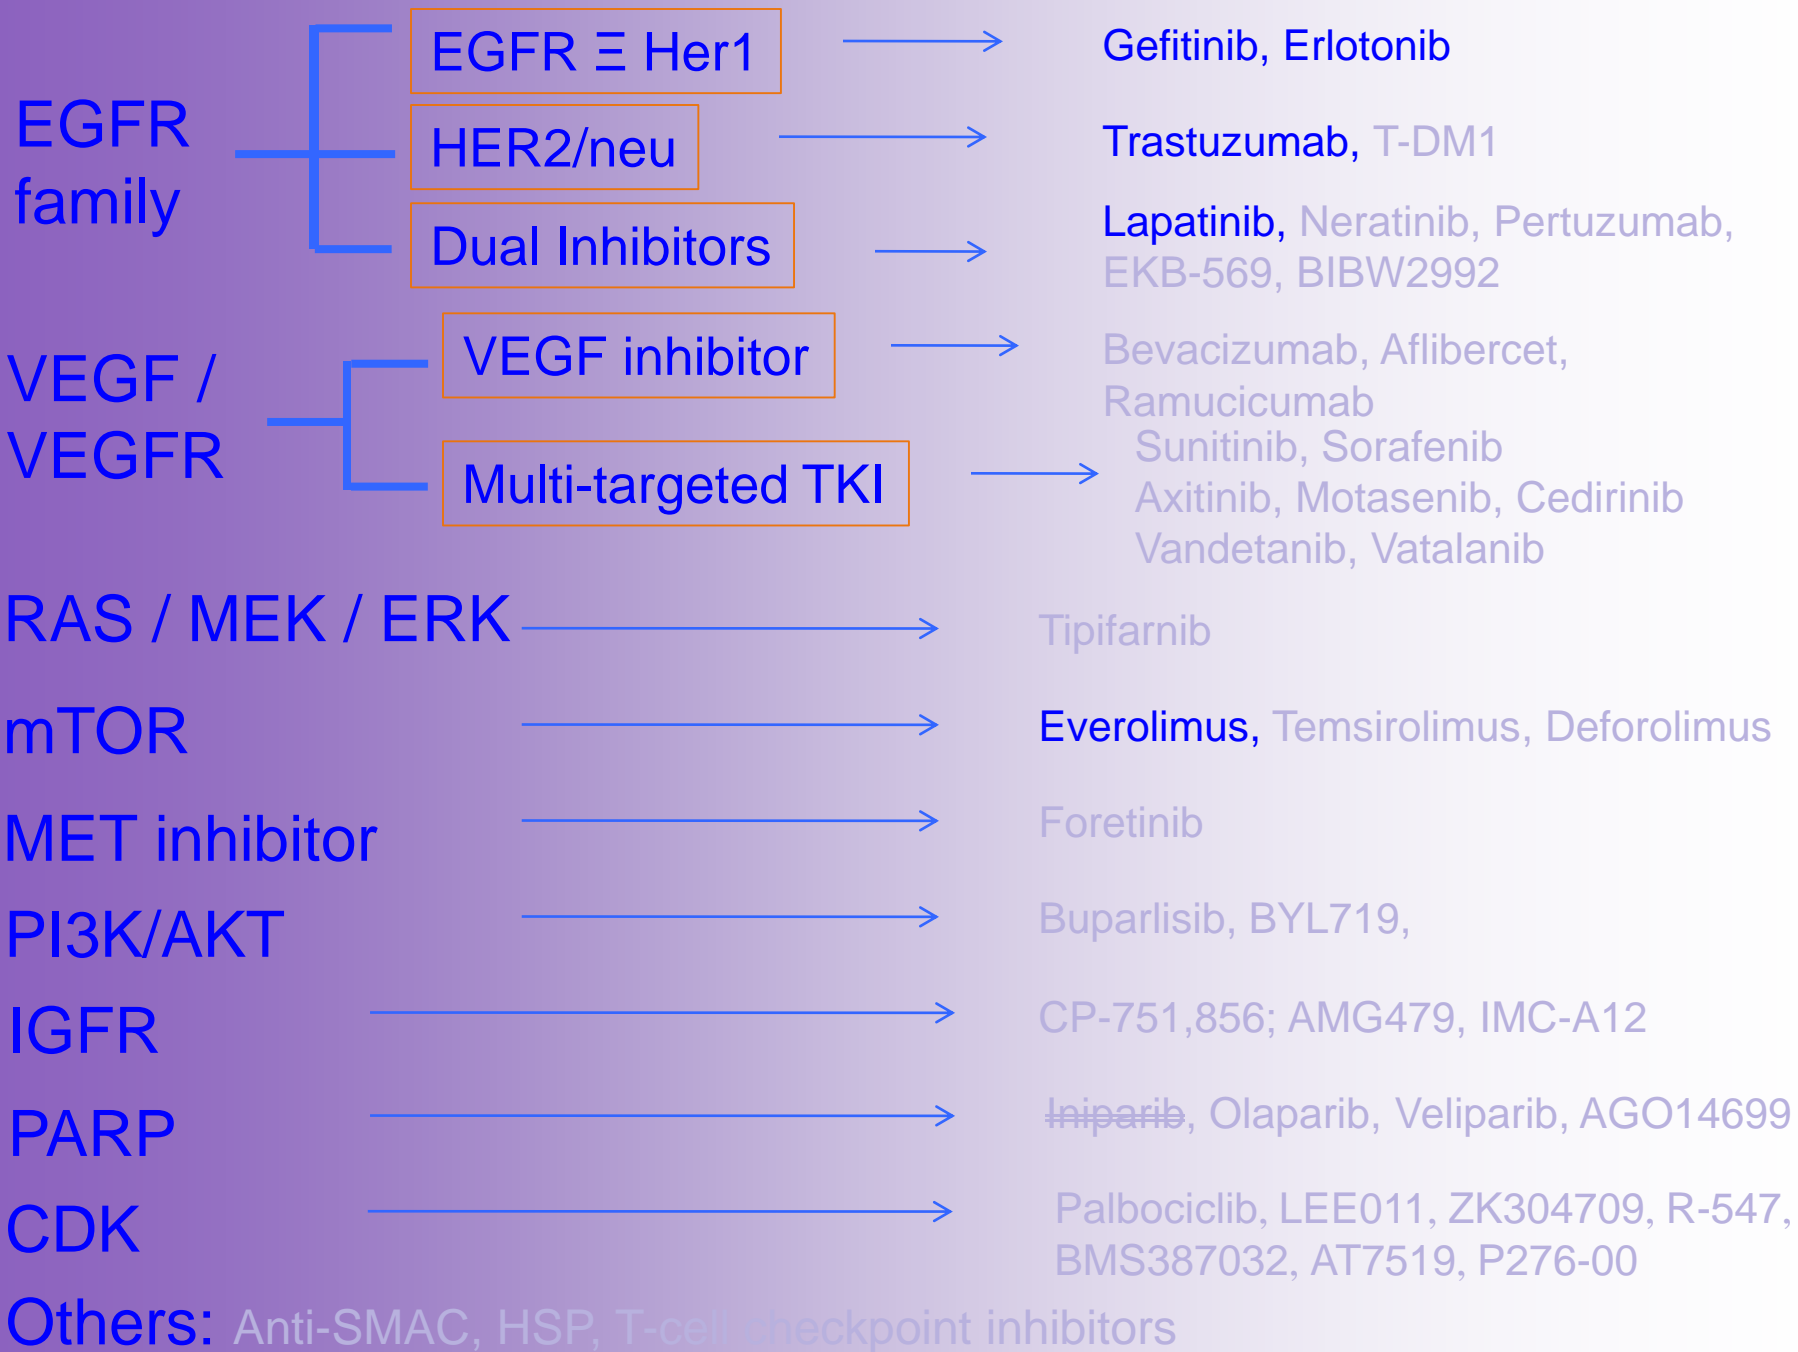 EGFR family
EGFR Ξ Her1
Gefitinib, Erlotonib
HER2/neu
Trastuzumab, T-DM1
Dual Inhibitors
Lapatinib, Neratinib, Pertuzumab,
EKB-569, BIBW2992
VEGF /
VEGFR
VEGF inhibitor
Bevacizumab, Aflibercet,
Ramucicumab
Multi-targeted TKI
Sunitinib, Sorafenib
Axitinib, Motasenib, Cedirinib
Vandetanib, Vatalanib
RAS / MEK / ERK
Tipifarnib
mTOR
Everolimus, Temsirolimus, Deforolimus
MET inhibitor
Foretinib
PI3K/AKT
Buparlisib, BYL719,
IGFR
CP-751,856; AMG479, IMC-A12
PARP
Iniparib, Olaparib, Veliparib, AGO14699
CDK
Palbociclib, LEE011, ZK304709, R-547,
BMS387032, AT7519, P276-00
Others: Anti-SMAC, HSP, T-cell checkpoint inhibitors